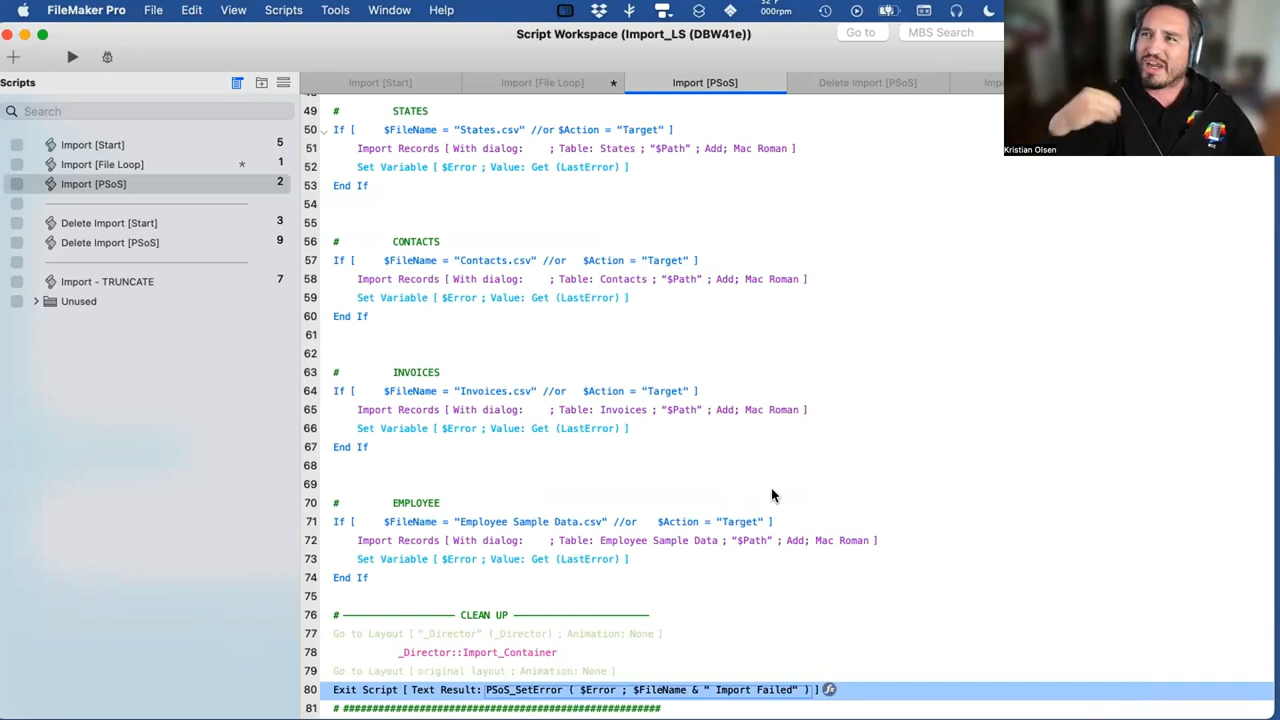 FileMaker Pro File Edit View Scripts Tools Window Help 000rpm
Script Workspace (Import_LS (DBW41e)) Go to MBS Search
Scripts
Search
Import [Start] 5
Import [File Loop] * 1
Import [PSoS] 2
Delete Import [Start] 3
Delete Import [PSoS] 9
Import - TRUNCATE 7
Unused
Import [Start] Import [File Loop] * Import [PSoS] Delete Import [PSoS]
49 # STATES
50 If [ $FileName = "States.csv" //or $Action = "Target" ]
51 Import Records [ With dialog: ; Table: States ; “$Path” ; Add; Mac Roman ]
52 Set Variable [ $Error ; Value: Get (LastError) ]
53 End If
54
55
56 # CONTACTS
57 If [ $FileName = "Contacts.csv" //or $Action = "Target" ]
58 Import Records [ With dialog: ; Table: Contacts ; “$Path” ; Add; Mac Roman ]
59 Set Variable [ $Error ; Value: Get (LastError) ]
60 End If
61
62
63 # INVOICES
64 If [ $FileName = "Invoices.csv" //or $Action = "Target" ]
65 Import Records [ With dialog: ; Table: Invoices ; “$Path” ; Add; Mac Roman ]
66 Set Variable [ $Error ; Value: Get (LastError) ]
67 End If
68
69
70 # EMPLOYEE
71 If [ $FileName = "Employee Sample Data.csv" //or $Action = "Target" ]
72 Import Records [ With dialog: ; Table: Employee Sample Data ; “$Path” ; Add; Mac Roman ]
73 Set Variable [ $Error ; Value: Get (LastError) ]
74 End If
75
76 # CLEAN UP
77 Go to Layout [ “_Director” (_Director) ; Animation: None ]
78 _Director::Import_Container
79 Go to Layout [ original layout ; Animation: None ]
80 Exit Script [ Text Result: PSoS_SetError ( $Error ; $FileName & " Import Failed" ) ]
81 # ######################################################
Kristian Olsen